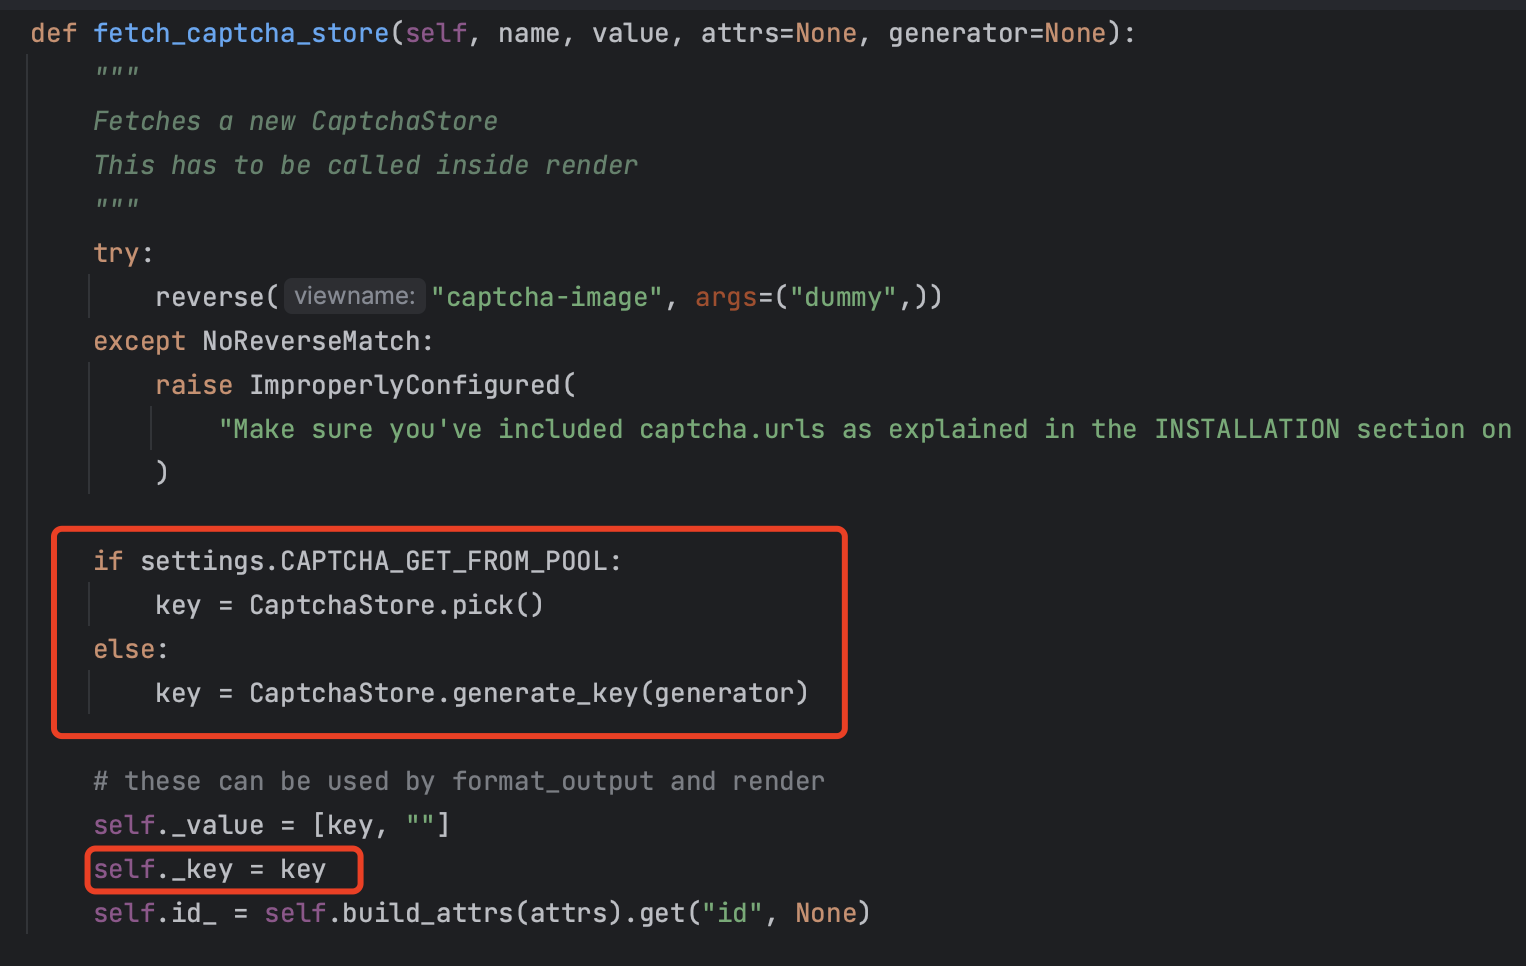 def fetch_captcha_store(self, name, value, attrs=None, generator=None):
"""
Fetches a new CaptchaStore
This has to be called inside render
"""
try:
reverse( viewname: "captcha-image", args=("dummy",))
except NoReverseMatch:
raise ImproperlyConfigured(
"Make sure you've included captcha.urls as explained in the INSTALLATION section on
)
if settings.CAPTCHA_GET_FROM_POOL:
key = CaptchaStore.pick()
else:
key = CaptchaStore.generate_key(generator)
# these can be used by format_output and render
self._value = [key, ""]
self._key = key
self.id_ = self.build_attrs(attrs).get("id", None)